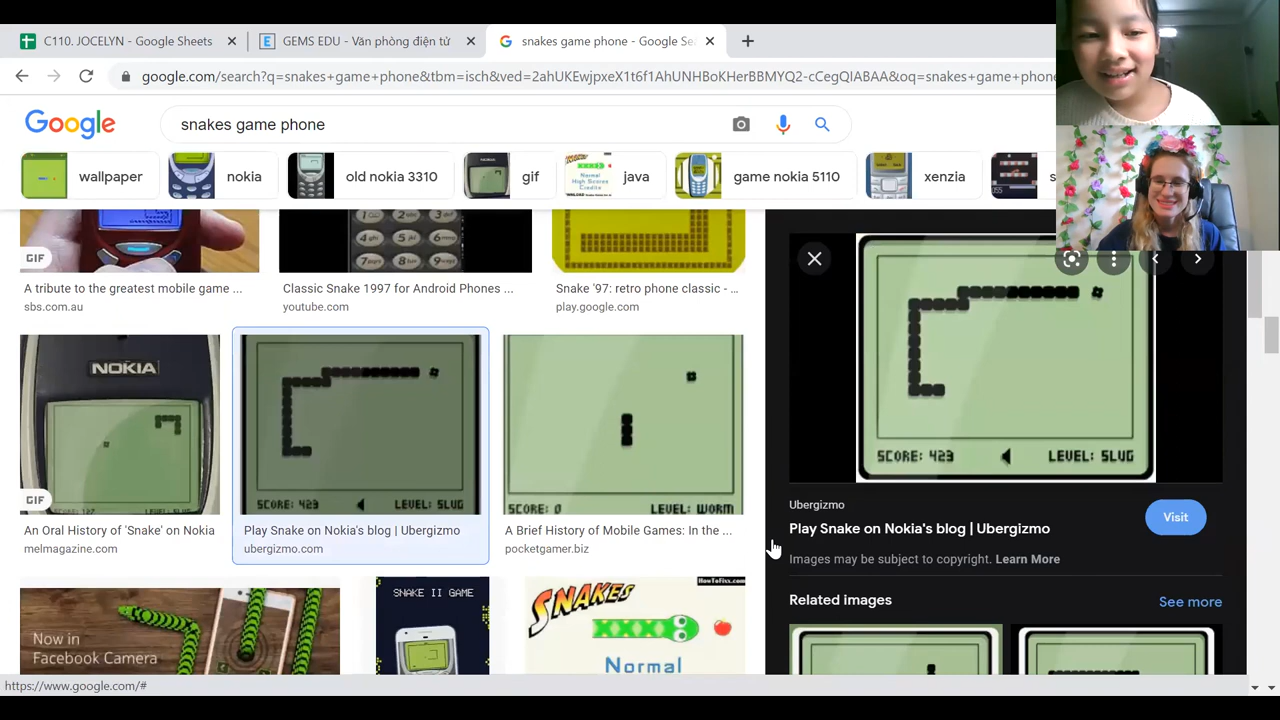 C110. JOCELYN - Google Sheets
GEMS EDU - Văn phòng điện tử
snakes game phone - Google Se
google.com/search?q=snakes+game+phone&tbm=isch&ved=2ahUKEwjpxeX1t6f1AhUNHBoKHerBBMYQ2-cCegQIABAA&oq=snakes+game+phone
Google
snakes game phone
wallpaper
nokia
old nokia 3310
gif
java
game nokia 5110
xenzia
s
GIF
A tribute to the greatest mobile game ...
sbs.com.au
Classic Snake 1997 for Android Phones ...
youtube.com
Snake '97: retro phone classic - ...
play.google.com
NOKIA
GIF
An Oral History of 'Snake' on Nokia
melmagazine.com
SCORE: 423 LEVEL: SLUG
Play Snake on Nokia's blog | Ubergizmo
ubergizmo.com
SCORE: 0 LEVEL: WORM
A Brief History of Mobile Games: In the ...
pocketgamer.biz
SCORE: 423 LEVEL: SLUG
Ubergizmo
Play Snake on Nokia's blog | Ubergizmo
Visit
Images may be subject to copyright. Learn More
Related images
See more
Now in
Facebook Camera
SNAKE II GAME
HowToFixx.com
SNAKES
Normal
https://www.google.com/#